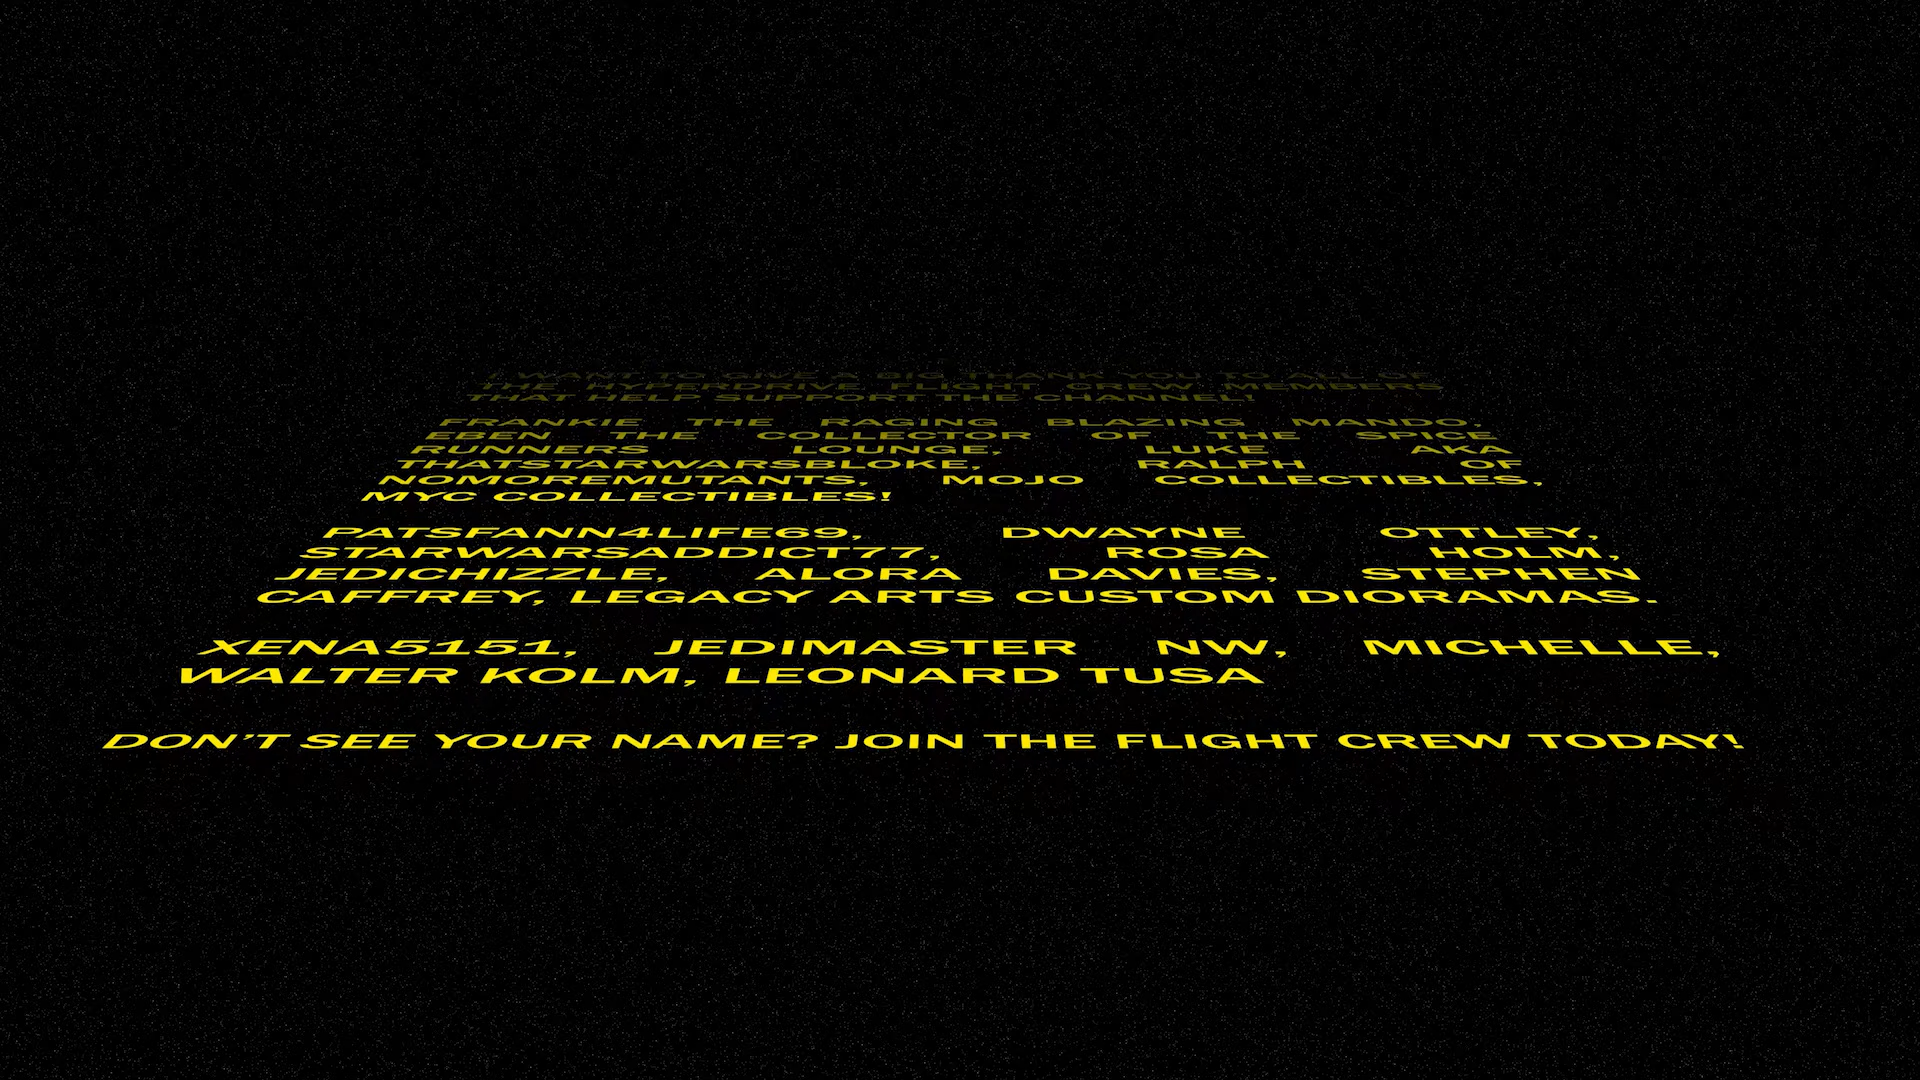 I WANT TO GIVE A BIG THANK YOU TO ALL OF
THE HYPERDRIVE FLIGHT CREW MEMBERS
THAT HELP SUPPORT THE CHANNEL!
FRANKIE THE RAGING BLAZING MANDO,
EBEN THE COLLECTOR OF THE SPICE
RUNNERS LOUNGE, LUKE AKA
THATSTARWARSBLOKE, RALPH OF
NOMOREMUTANTS, MOJO COLLECTIBLES,
MYC COLLECTIBLES!
PATSFANN4LIFE69, DWAYNE OTTLEY,
STARWARSADDICT77, ROSA HOLM,
JEDICHIZZLE, ALORA DAVIES, STEPHEN
CAFFREY, LEGACY ARTS CUSTOM DIORAMAS.
XENA5151, JEDIMASTER NW, MICHELLE,
WALTER KOLM, LEONARD TUSA
DON'T SEE YOUR NAME? JOIN THE FLIGHT CREW TODAY!